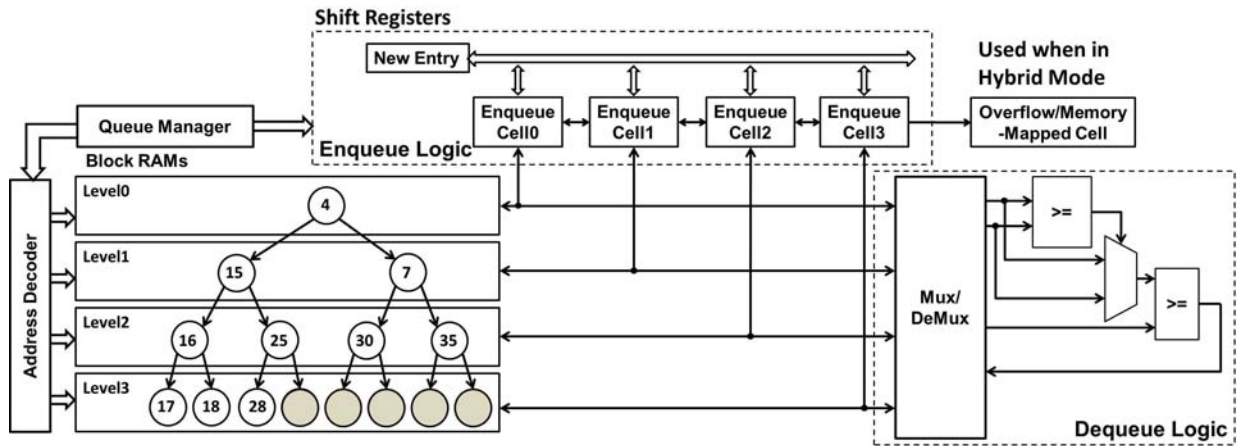 Shift Registers
New Entry
Used when in
Hybrid Mode
Queue Manager
Enqueue
Cell0
Enqueue
Cell1
Enqueue
Cell2
Enqueue
Cell3
Overflow/Memory
-Mapped Cell
Enqueue Logic
Block RAMs
Address Decoder
Level0
4
Level1
15
7
Level2
16
25
30
35
Level3
17
18
28
Mux/
DeMux
>=
>=
Dequeue Logic